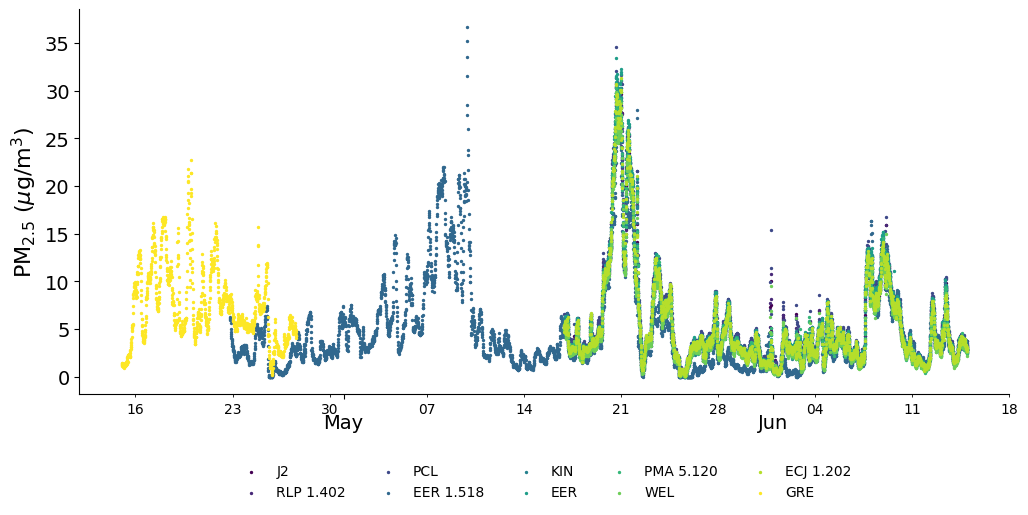 35
30
25
20
15
10
5
0
PM2.5 (μg/m3)
16 23 30 07 14 21 28 04 11 18
May Jun
J2 PCL KIN PMA 5.120 ECJ 1.202
RLP 1.402 EER 1.518 EER WEL GRE